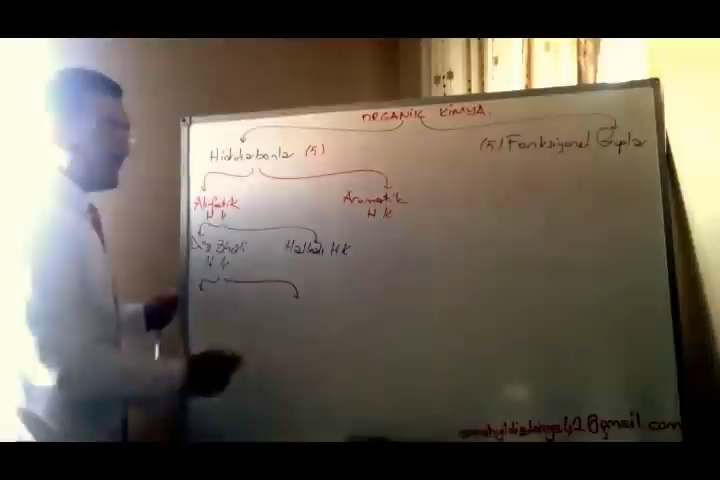 ORGANİK KİMYA.
Hidrokarbonlar (5)
(5) Fonksiyonel Gruplar
Alifatik
H K
Aromatik
H K
Düz Zincirli
H K
Halkalı H K